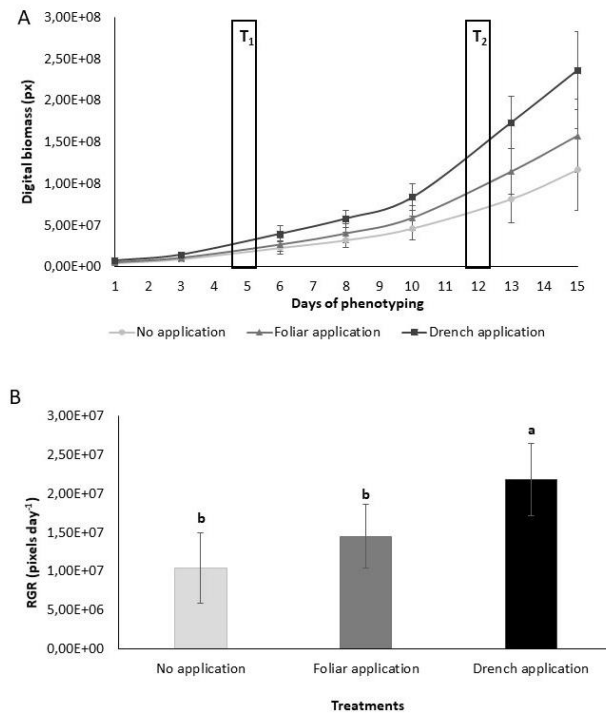 A
3,00E+08
2,50E+08
2,00E+08
1,50E+08
1,00E+08
5,00E+07
0,00E+00
Digital biomass (px)
T1
T2
1 2 3 4 5 6 7 8 9 10 11 12 13 14 15
Days of phenotyping
No application Foliar application Drench application
B
3,00E+07
2,50E+07
2,00E+07
1,50E+07
1,00E+07
5,00E+06
0,00E+00
RGR (pixels day-1)
b
b
a
No application Foliar application Drench application
Treatments